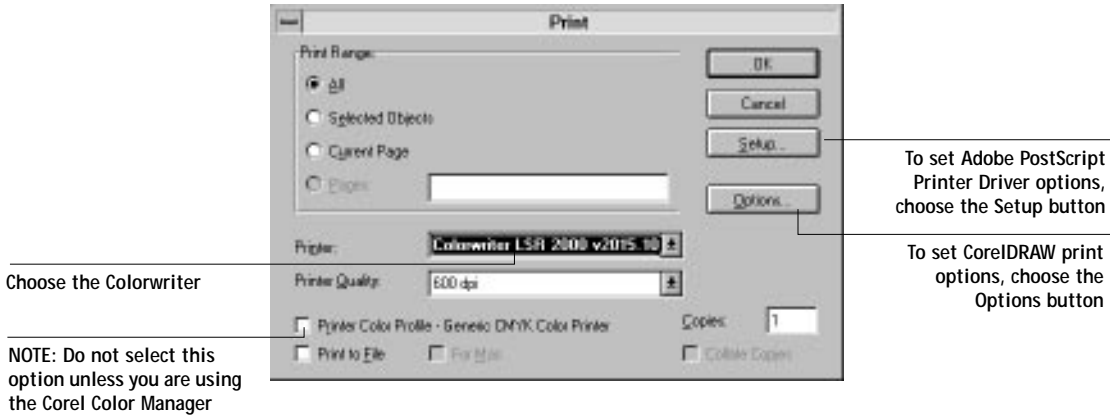 Print
Print Range:
All
Selected Objects
Current Page
Pages:
OK
Cancel
Setup...
Options...
To set Adobe PostScript
Printer Driver options,
choose the Setup button
To set CorelDRAW print
options, choose the
Options button
Printer:
Colorwriter LSR 2000 v2015.10
Choose the Colorwriter
Printer Quality:
600 dpi
Printer Color Profile - Generic CMYK Color Printer
Copies:
1
Print to File
For Mac
Collate Copies
NOTE: Do not select this
option unless you are using
the Corel Color Manager